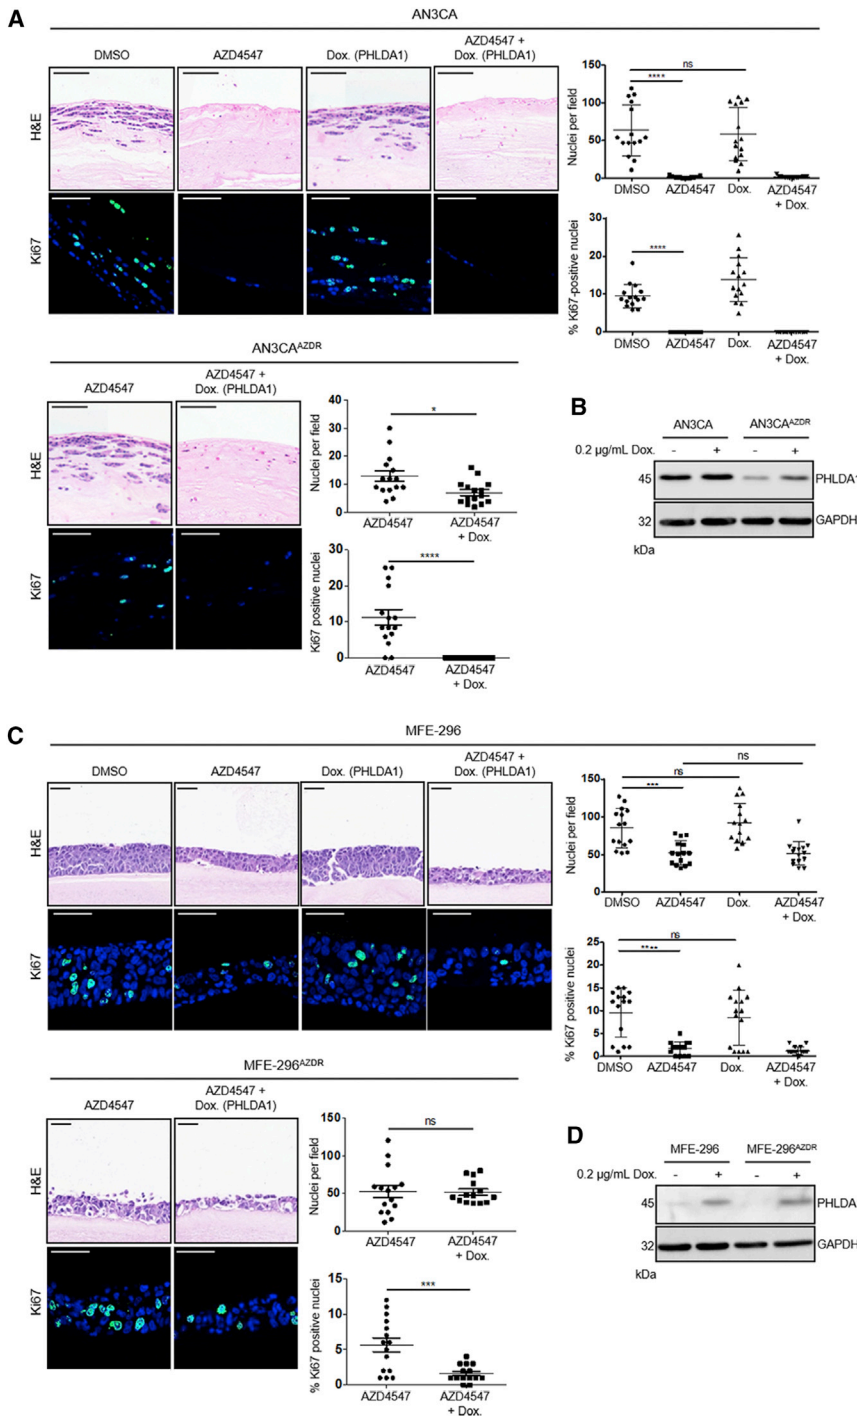 A
AN3CA
DMSO
AZD4547
Dox. (PHLDA1)
AZD4547 +
Dox. (PHLDA1)
H&E
Ki67
Nuclei per field
150
100
50
0
ns
****
DMSO
AZD4547
Dox.
AZD4547
+ Dox.
% Ki67-positive nuclei
30
20
10
0
****
DMSO
AZD4547
Dox.
AZD4547
+ Dox.
AN3CAAZDR
AZD4547
AZD4547 +
Dox. (PHLDA1)
H&E
Ki67
Nuclei per field
40
30
20
10
0
*
AZD4547
AZD4547
+ Dox.
Ki67 positive nuclei
30
20
10
0
****
AZD4547
AZD4547
+ Dox.
B
AN3CA
AN3CAAZDR
0.2 µg/mL Dox.
- + - +
45
PHLDA1
32
GAPDH
kDa
C
MFE-296
DMSO
AZD4547
Dox. (PHLDA1)
AZD4547 +
Dox. (PHLDA1)
H&E
Ki67
Nuclei per field
150
100
50
0
ns
ns
***
DMSO
AZD4547
Dox.
AZD4547
+ Dox.
% Ki67 positive nuclei
25
20
15
10
5
0
ns
****
DMSO
AZD4547
Dox.
AZD4547
+ Dox.
MFE-296AZDR
AZD4547
AZD4547 +
Dox. (PHLDA1)
H&E
Ki67
Nuclei per field
150
100
50
0
ns
AZD4547
AZD4547
+ Dox.
% Ki67 positive nuclei
15
10
5
0
***
AZD4547
AZD4547
+ Dox.
D
MFE-296
MFE-296AZDR
0.2 µg/mL Dox.
- + - +
45
PHLDA
32
GAPDH
kDa